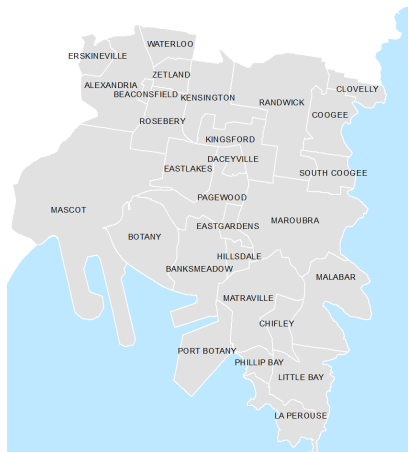 WATERLOO
ERSKINEVILLE
ZETLAND
ALEXANDRIA
BEACONSFIELD
KENSINGTON
CLOVELLY
RANDWICK
COOGEE
ROSEBERY
KINGSFORD
DACEYVILLE
EASTLAKES
SOUTH COOGEE
PAGEWOOD
MASCOT
MAROUBRA
EASTGARDENS
BOTANY
HILLSDALE
BANKSMEADOW
MALABAR
MATRAVILLE
CHIFLEY
PORT BOTANY
PHILLIP BAY
LITTLE BAY
LA PEROUSE